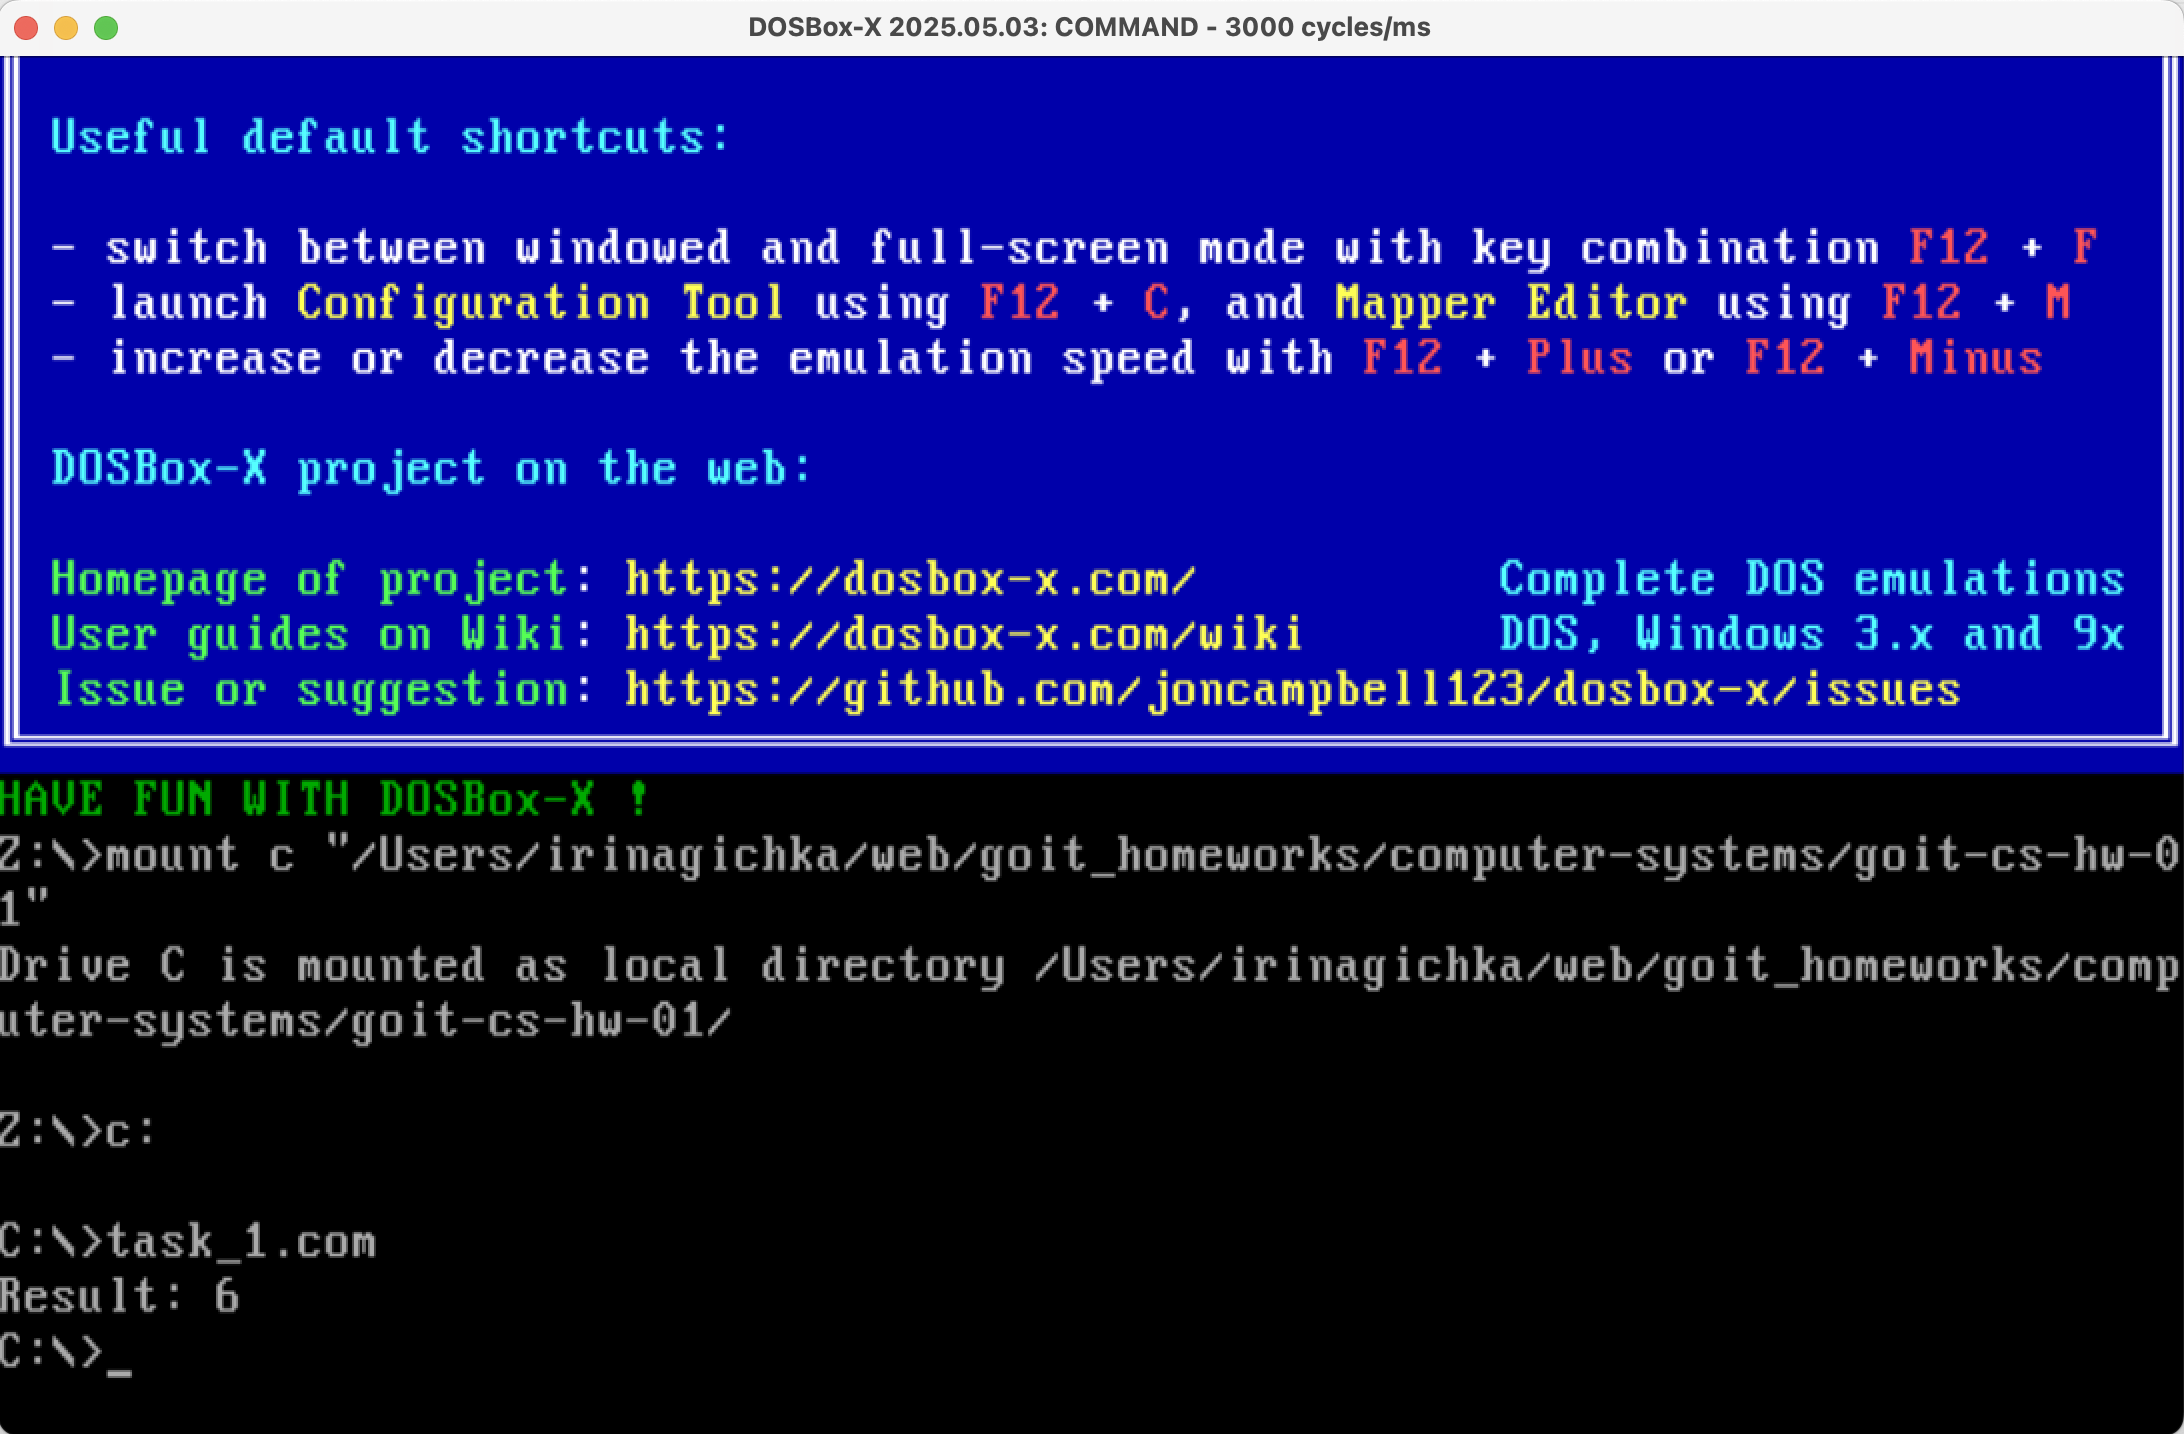 DOSBox-X 2025.05.03: COMMAND - 3000 cycles/ms
Useful default shortcuts:
- switch between windowed and full-screen mode with key combination F12 + F
- launch Configuration Tool using F12 + C, and Mapper Editor using F12 + M
- increase or decrease the emulation speed with F12 + Plus or F12 + Minus
DOSBox-X project on the web:
Homepage of project: https://dosbox-x.com/ Complete DOS emulations
User guides on Wiki: https://dosbox-x.com/wiki DOS, Windows 3.x and 9x
Issue or suggestion: https://github.com/joncampbell123/dosbox-x/issues
HAVE FUN WITH DOSBox-X !
Z:\>mount c "/Users/irinagichka/web/goit_homeworks/computer-systems/goit-cs-hw-0
1"
Drive C is mounted as local directory /Users/irinagichka/web/goit_homeworks/comp
uter-systems/goit-cs-hw-01/
Z:\>c:
C:\>task_1.com
Result: 6
C:\>_